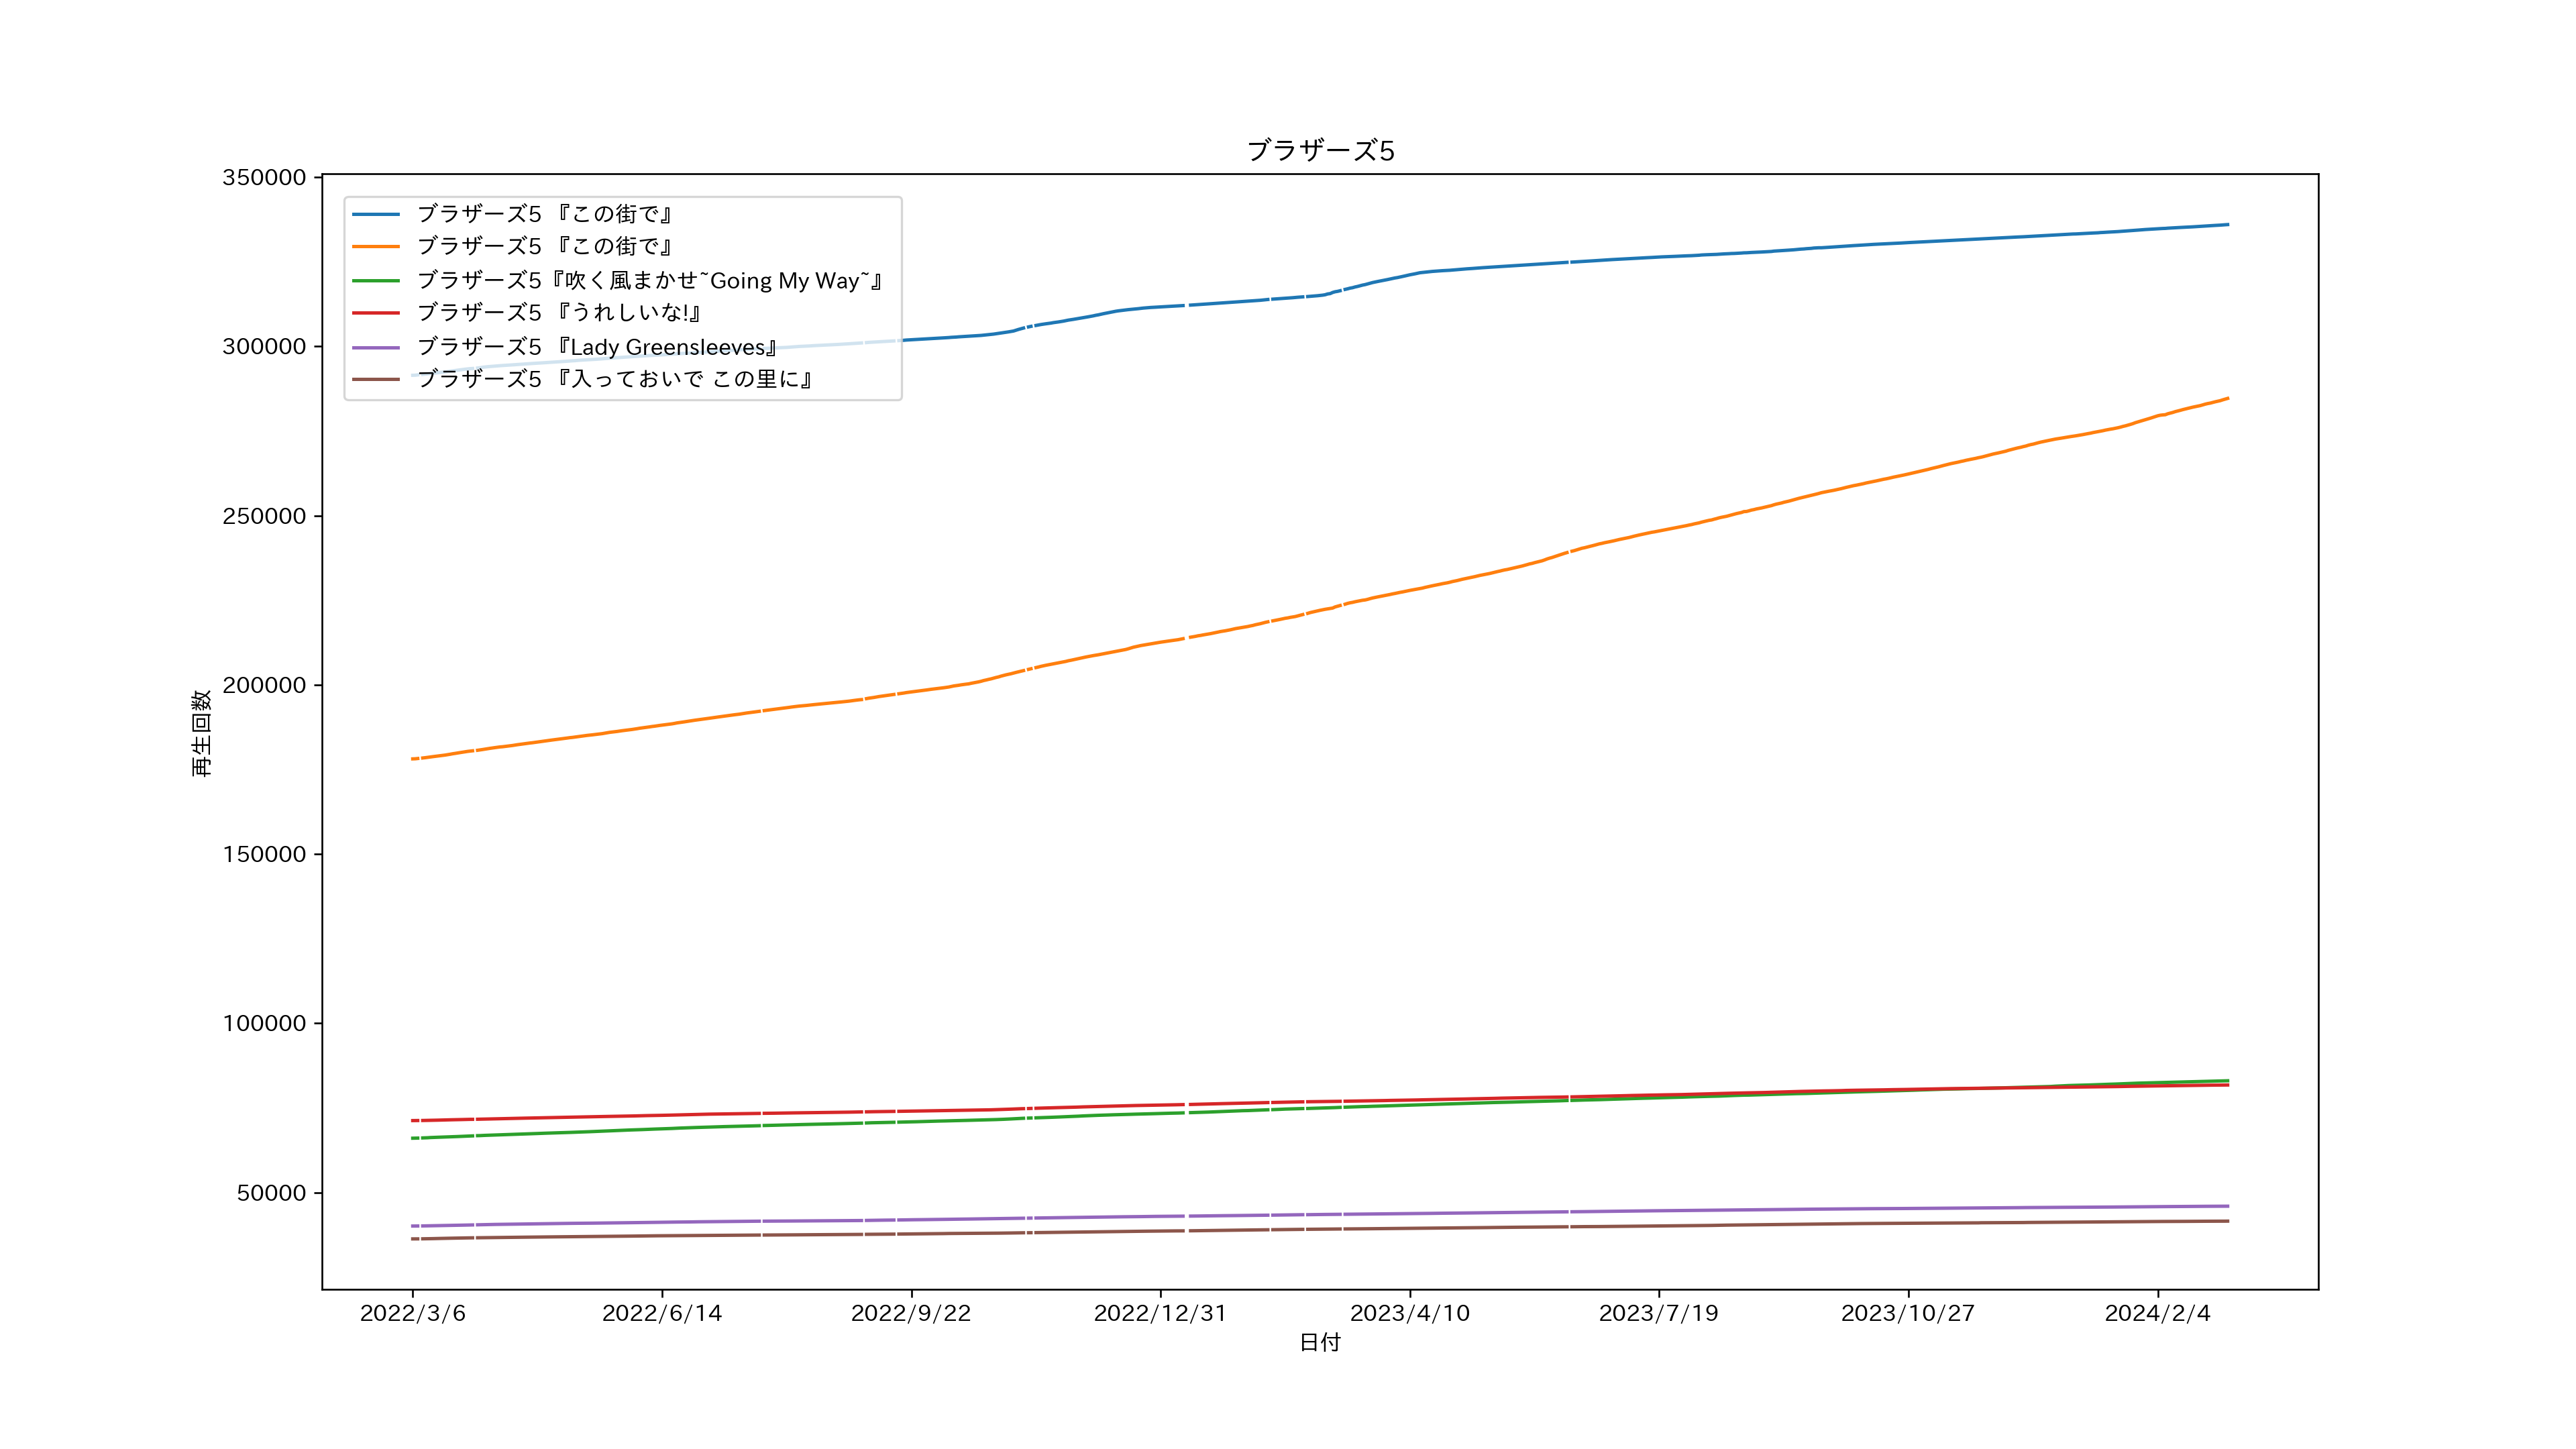 ブラザーズ5
350000
300000
250000
200000
150000
100000
50000
再生回数
ブラザーズ5 『この街で』
ブラザーズ5 『この街で』
ブラザーズ5『吹く風まかせ~Going My Way~』
ブラザーズ5 『うれしいな!』
ブラザーズ5 『Lady Greensleeves』
ブラザーズ5 『入っておいで この里に』
2022/3/6
2022/6/14
2022/9/22
2022/12/31
2023/4/10
2023/7/19
2023/10/27
2024/2/4
日付